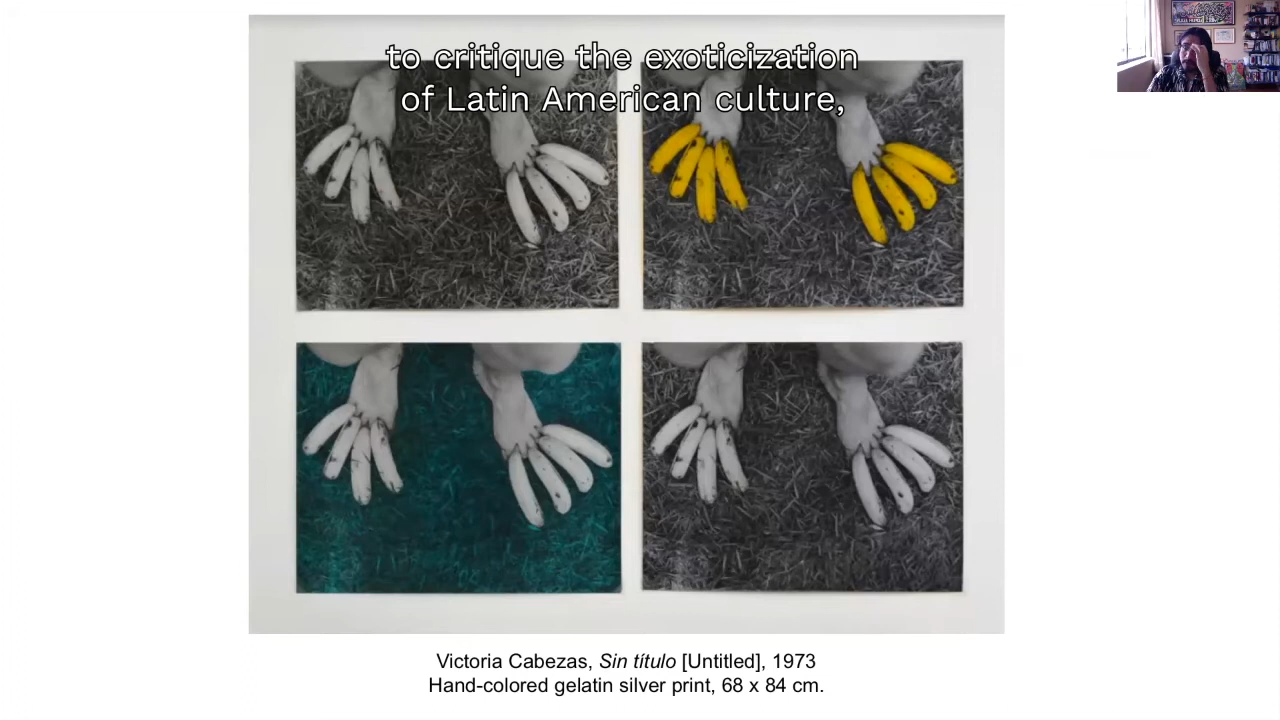 to critique the exoticization
of Latin American culture,
Victoria Cabezas, Sin título [Untitled], 1973
Hand-colored gelatin silver print, 68 x 84 cm.